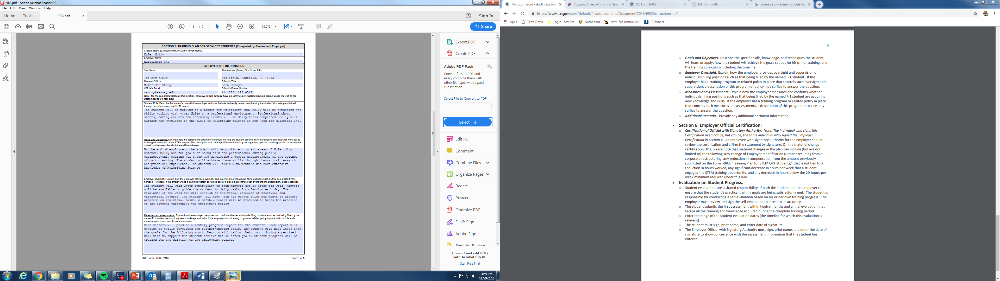 i983.pdf - Adobe Acrobat Reader DC
File Edit View Window Help
Home Tools i983.pdf × Sign In
3 / 5 75.5% Share
SECTION 5: TRAINING PLAN FOR STEM OPT STUDENTS (Completed by Student and Employer)
Student Name (Surname/Primary Name, Given Name):
Mule, Molly
Employer Name:
Muleriders Inc
EMPLOYER SITE INFORMATION
Site Name: Site Address (Street, City, State, ZIP):
The Big Field Big Field, Magnolia, AR 71753
Name of Official: Official's Title:
Mulerider Story Barn Manager
Official's Email: Official's Phone Number:
mstory@saumag.edu +1 (870) 123-4567
Note: for the remaining fields in this section, employers who already have an internal/pre-existing training plan in place may fill in the
details based on that plan.
Student Role: Describe the student's role with the employer and how that role is directly related to enhancing the student's knowledge obtained
through his or her qualifying STEM degree.
The student will be working as a mascot for Muleriders Inc. Molly will be expanding her
skills working with other Mules in a professional environment. Professional photo
shoots, eating carrots and attending events will be daily tasks completed. Molly will
further her knowledge in the field of Muleriding Science in her work for Mulerider Inc.
Goals and Objectives: Describe how the assignment(s) with the employer will help the student achieve his or her specific objectives for work-based
learning related to his or her STEM degree. The description must both specify the student's goals regarding specific knowledge, skills, or techniques
as well as the means by which they will be achieved.
By the end of employment the student will be proficient in all areas of Muleriding
Science. Molly has the goals of being calm and professional during public
outings,evenly wearing her shoes and developing a deeper understanding of the science
of carrot eating. The student will achieve these skills through theoretical research
and practical experience. The student will train with mentors who have extensive
knowledge of Muleriding Science.
Employer Oversight: Explain how the employer provides oversight and supervision of individuals filling positions such as that being filled by the
named F-1 student. If the employer has a training program or related policy in place that controls such oversight and supervision, please describe.
The student will work under supervision of barn mentors for 25 hours per week. Mentors
will be available to guide the student in daily tasks from 8am-1pm each day. The
remainder of the work day will consist of individual research of practical and
theoretical natures. The student will meet with her mentor twice per month to discuss
progress on individual tasks. A monthly report will be produced to track the progress
of the student throughout the employment period.
Measures and Assessments: Explain how the employer measures and confirms whether individuals filling positions such as that being filled by the
named F-1 student are acquiring new knowledge and skills. If the employer has a training program or related policy in place that controls such
measures and assessments, please describe.
Barn mentors will produce a monthly progress report for the student. Each report will
consist of skills developed and further/ongoing goals. The student will have input into
the goals for the following month. Mentors will tailor their input during supervised
work time to support the student achieve the selected goals. Student progress will be
tracked for the duration of the employment period.
ICE Form I-983 (7/16) Page 3 of 5
Export PDF
Create PDF
Adobe PDF Pack
Convert files to PDF and
easily combine them with
other file types with a paid
subscription
Select File to Convert to PDF
Select File
Edit PDF
Comment
Combine Files
Organize Pages
Redact
Protect
Optimize PDF
Fill & Sign
Adobe Sign
Send for Review
Convert and edit PDFs
with Acrobat Pro DC
Start Free Trial
4:59 PM
11/29/2018
Microsoft Word - i983Instruction × Coupons | View All - Find a Near × ICE Form I-983 × ICE Form I-983 × saumag story arena - Google Se ×
https://www.ice.gov/sites/default/files/documents/Document/2016/i983Instructions.pdf
Apps Terra Dotta Login - StarRez Dashboard New I765 instruction CConnect
4
o Goals and Objectives: Describe the specific skills, knowledge, and techniques the student
will learn or apply; how the student will achieve the goals set out for his or her training; and
the training curriculum including the timeline.
o Employer Oversight: Explain how the employer provides oversight and supervision of
individuals filling positions such as that being filled by the named F-1 student. If the
employer has a training program or related policy in place that controls such oversight and
supervision, a description of this program or policy may suffice to answer the question.
o Measures and Assessments: Explain how the employer measures and confirms whether
individuals filling positions such as that being filled by the named F-1 student are acquiring
new knowledge and skills. If the employer has a training program or related policy in place
that controls such measures and assessments, a description of this program or policy may
suffice to answer the question.
o Additional Remarks. Provide any additional pertinent information.
• Section 6: Employer Official Certification:
o Certification of Official with Signatory Authority: Note: The individual who signs this
Certification need not be, but can be, the same individual who signed the Employer
Certification in Section 4. An employee with signatory authority for the employer should
review the certification and affirm the statement by signature. On the material change
certification (#4), please note that material changes in the plan can include (but are not
limited to) the following: any change of Employer Identification Number resulting from a
corporate restructuring, any reduction in compensation from the amount previously
submitted on the Form I-983, "Training Plan for STEM OPT Students," that is not tied to a
reduction in hours worked, any significant decrease in hours per week that a student
engages in a STEM training opportunity, and any decrease in hours below the 20-hours-per-
week minimum required under this rule.
• Evaluation on Student Progress:
o Student evaluations are a shared responsibility of both the student and the employer to
ensure that the student's practical training goals are being satisfactorily met. The student is
responsible for conducting a self-evaluation based on his or her own training progress. The
employer must review and sign the self-evaluation to attest to its accuracy.
o The student submits the first assessment within twelve months and a final evaluation that
recaps all the training and knowledge acquired during the complete training period.
o Enter the range of the student evaluation dates (the timeline for which this evaluation is
relevant).
o The student must sign, print name, and enter date of signature.
o The Employer Official with Signatory Authority must sign, print name, and enter the date of
signature to show concurrence with the assessment information that the student has
entered.